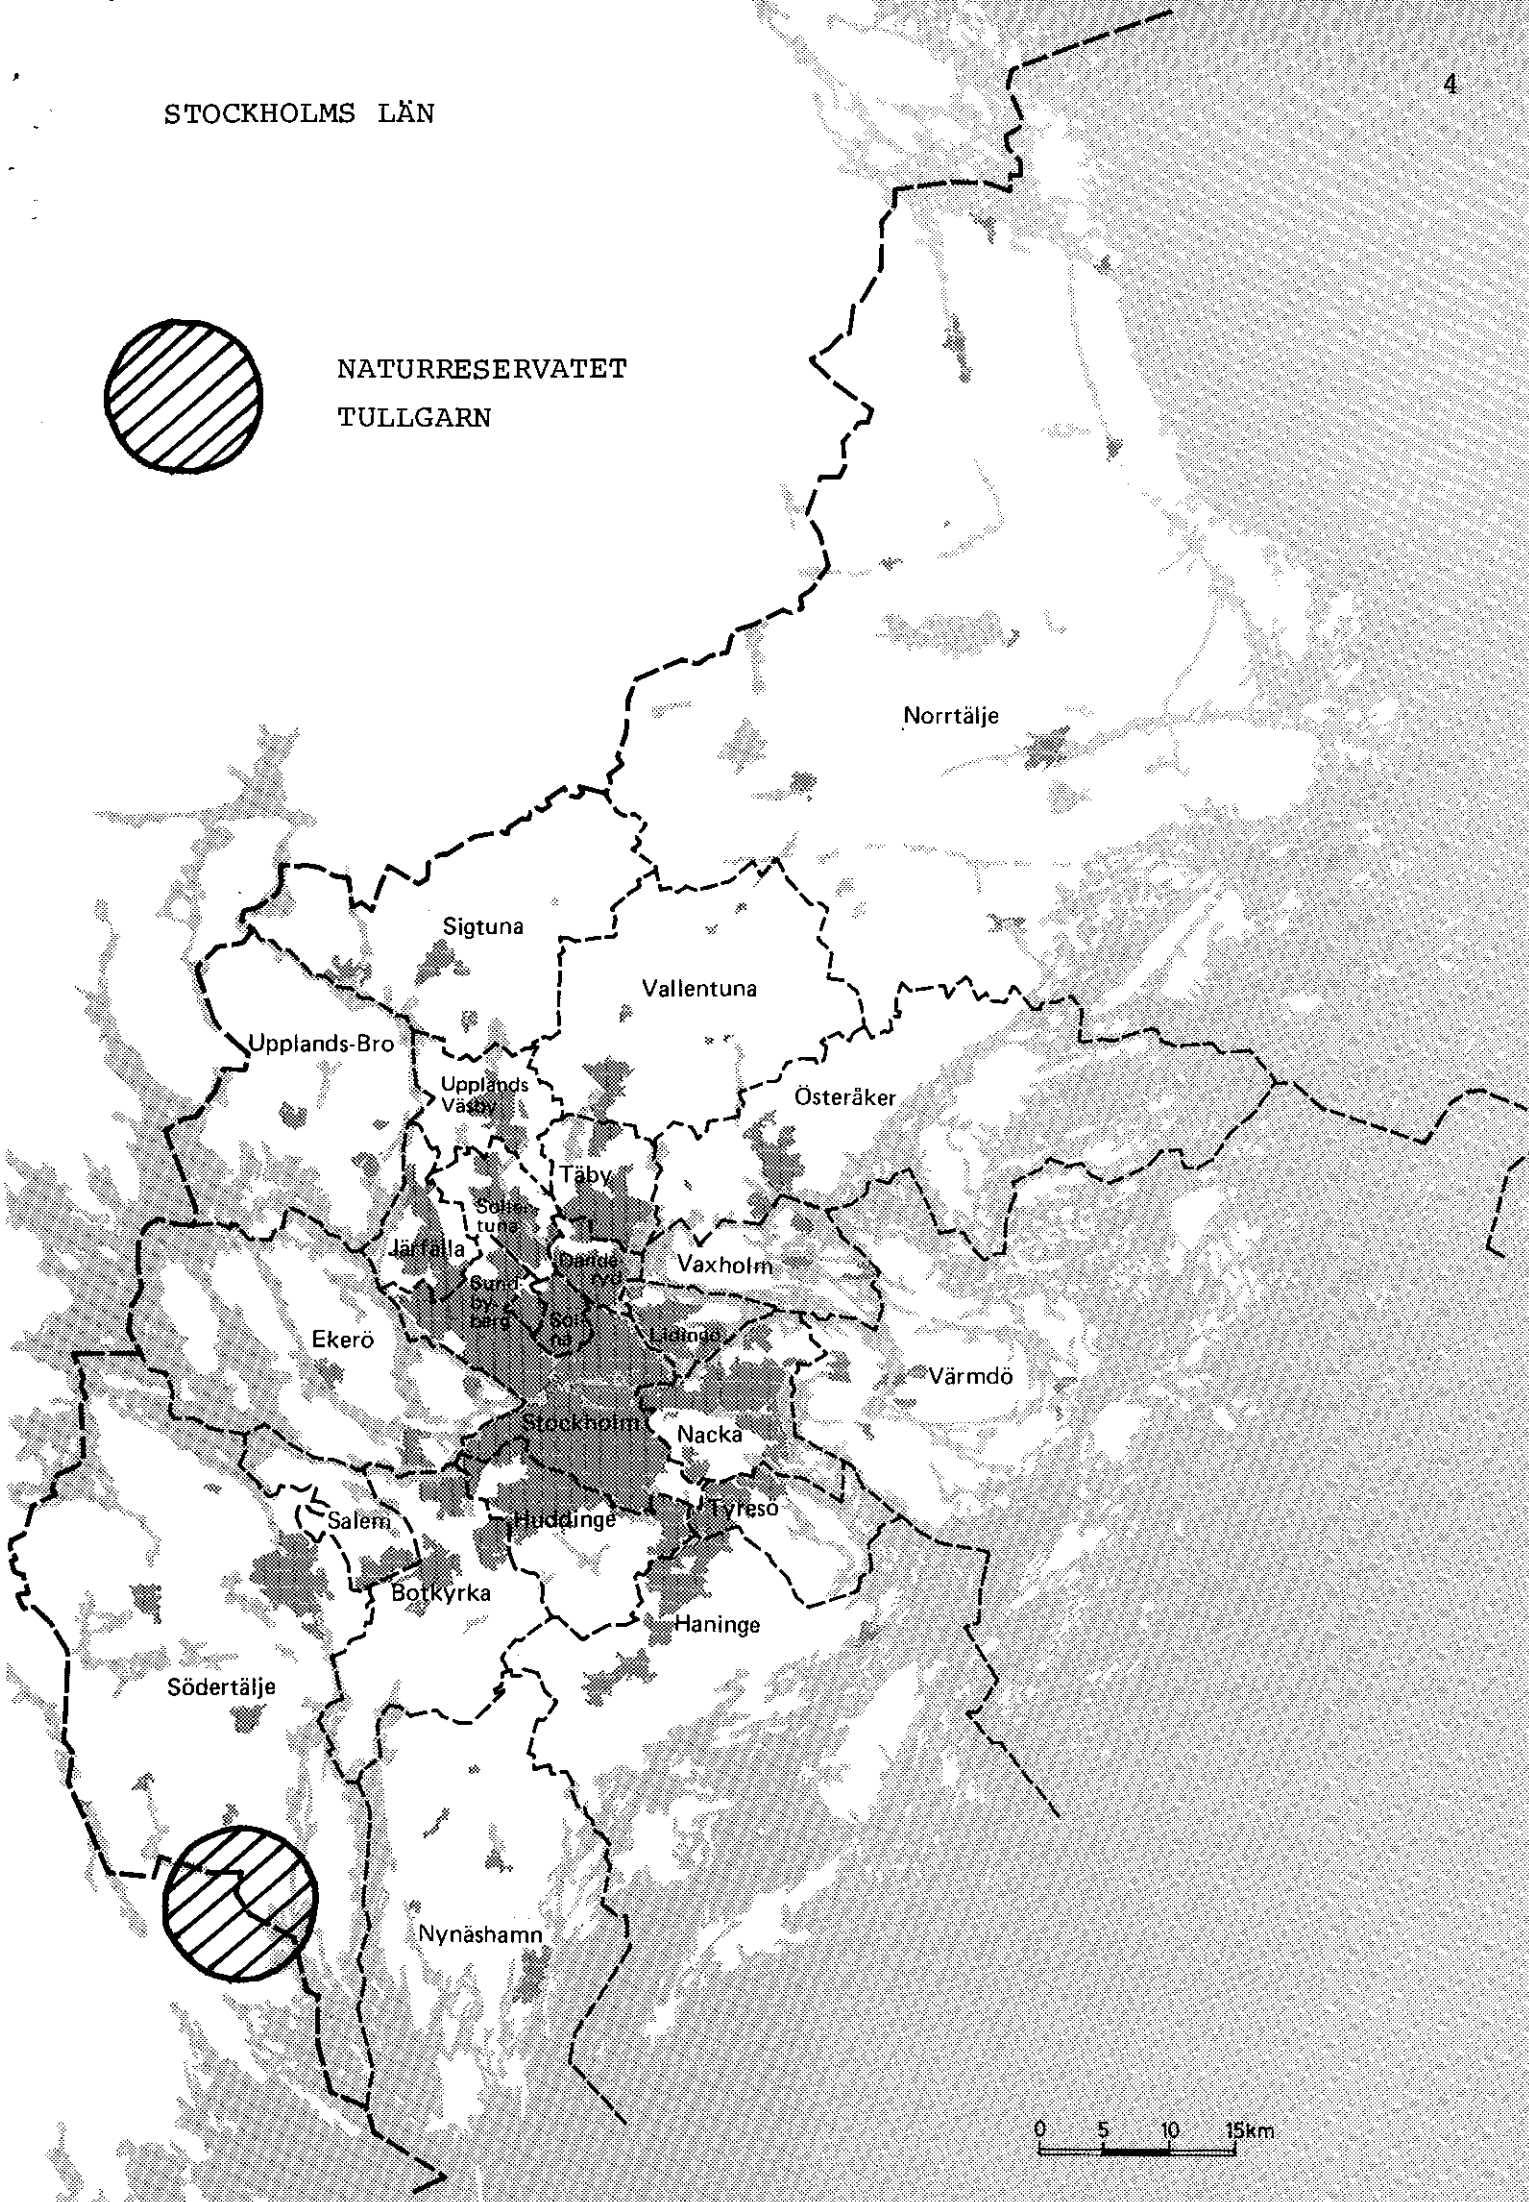 4
STOCKHOLMS LÄN
NATURRESERVATET
TULLGARN
Norrtälje
Sigtuna
Vallentuna
Upplands-Bro
Upplands
Väsby
Österåker
Täby
Sollen-
tuna
Järfälla
Dande-
ryd
Vaxholm
Sund-
by-
berg
Sol-
na
Lidingö
Ekerö
Värmdö
Stockholm
Nacka
Tyresö
Salem
Huddinge
Botkyrka
Haninge
Södertälje
Nynäshamn
0 5 10 15km